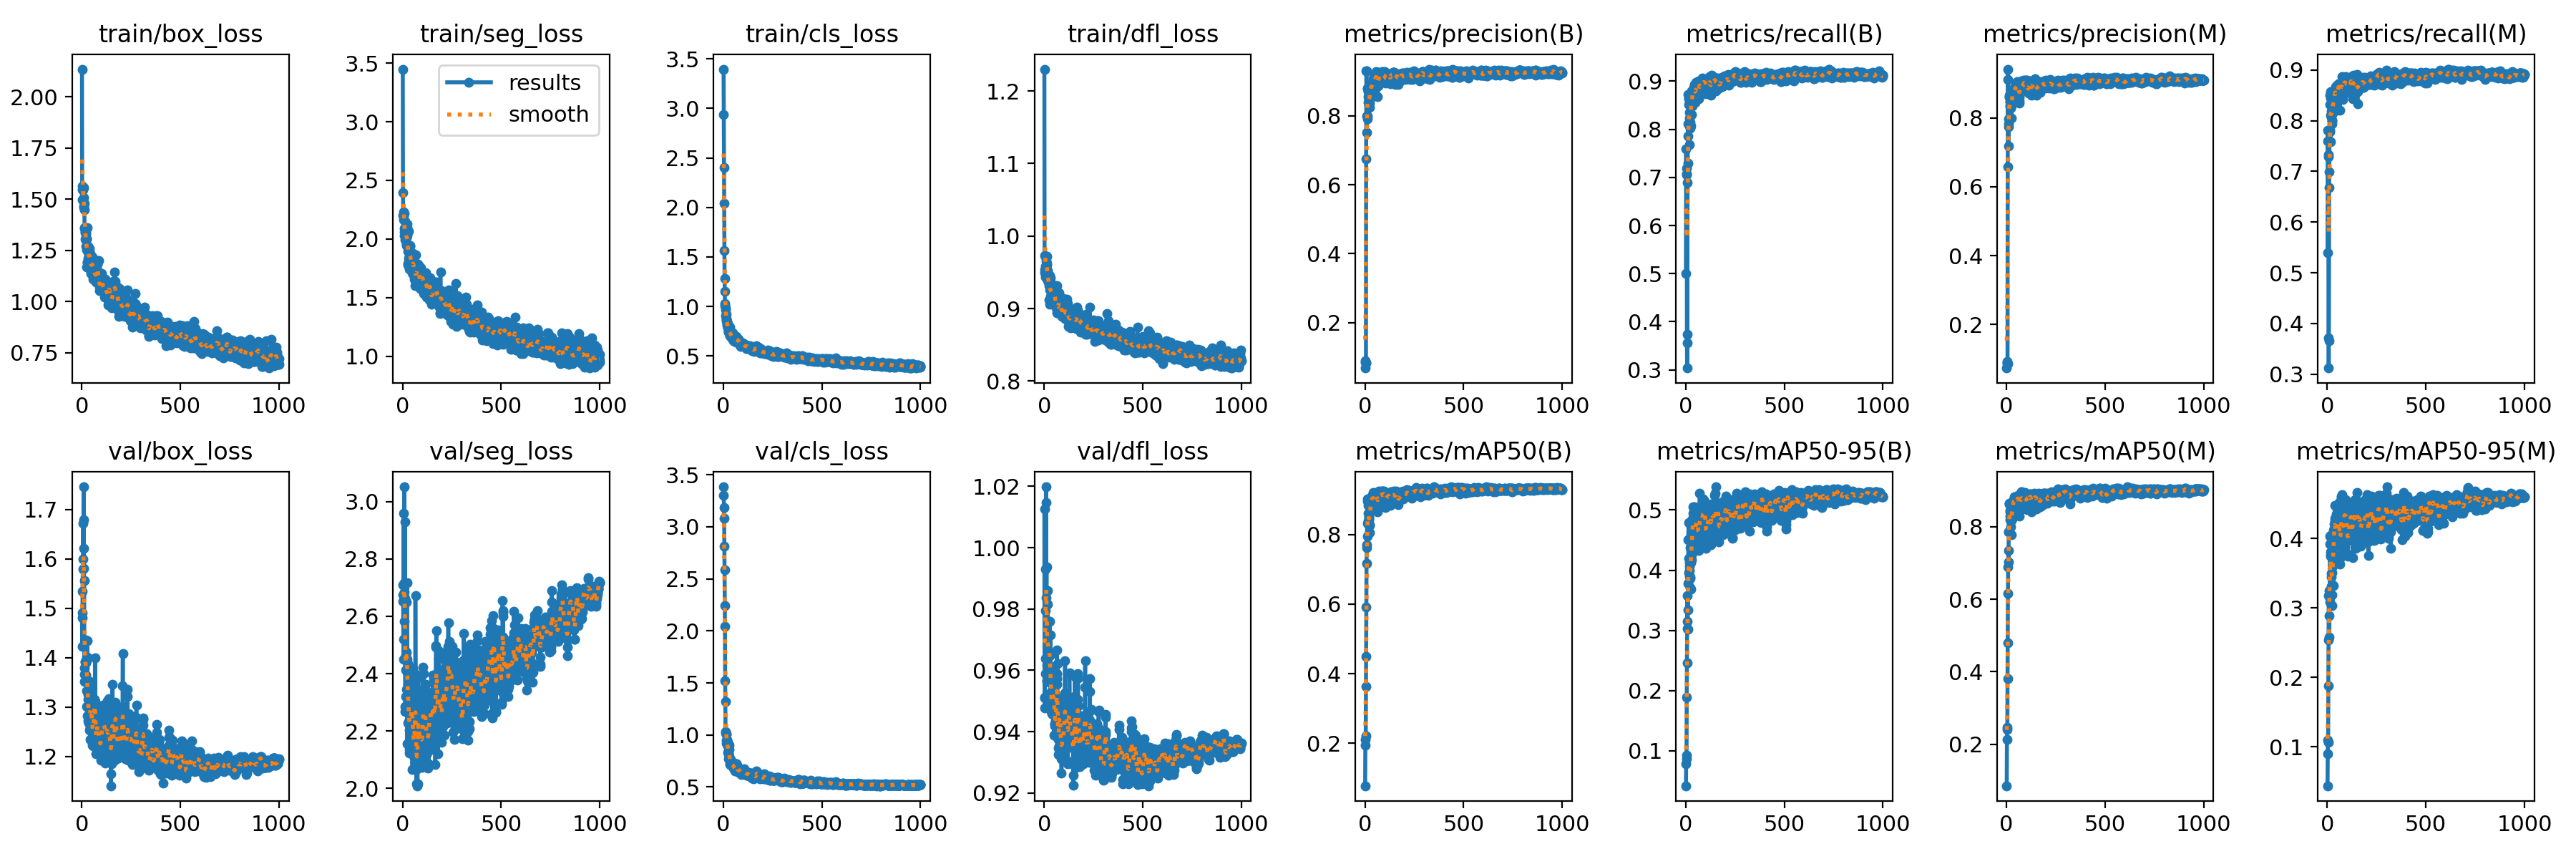 train/box_loss
2.00
1.75
1.50
1.25
1.00
0.75
0 500 1000
train/seg_loss
results
smooth
3.5
3.0
2.5
2.0
1.5
1.0
0 500 1000
train/cls_loss
3.5
3.0
2.5
2.0
1.5
1.0
0.5
0 500 1000
train/dfl_loss
1.2
1.1
1.0
0.9
0.8
0 500 1000
metrics/precision(B)
0.8
0.6
0.4
0.2
0 500 1000
metrics/recall(B)
0.9
0.8
0.7
0.6
0.5
0.4
0.3
0 500 1000
metrics/precision(M)
0.8
0.6
0.4
0.2
0 500 1000
metrics/recall(M)
0.9
0.8
0.7
0.6
0.5
0.4
0.3
0 500 1000
val/box_loss
1.7
1.6
1.5
1.4
1.3
1.2
0 500 1000
val/seg_loss
3.0
2.8
2.6
2.4
2.2
2.0
0 500 1000
val/cls_loss
3.5
3.0
2.5
2.0
1.5
1.0
0.5
0 500 1000
val/dfl_loss
1.02
1.00
0.98
0.96
0.94
0.92
0 500 1000
metrics/mAP50(B)
0.8
0.6
0.4
0.2
0 500 1000
metrics/mAP50-95(B)
0.5
0.4
0.3
0.2
0.1
0 500 1000
metrics/mAP50(M)
0.8
0.6
0.4
0.2
0 500 1000
metrics/mAP50-95(M)
0.4
0.3
0.2
0.1
0 500 1000